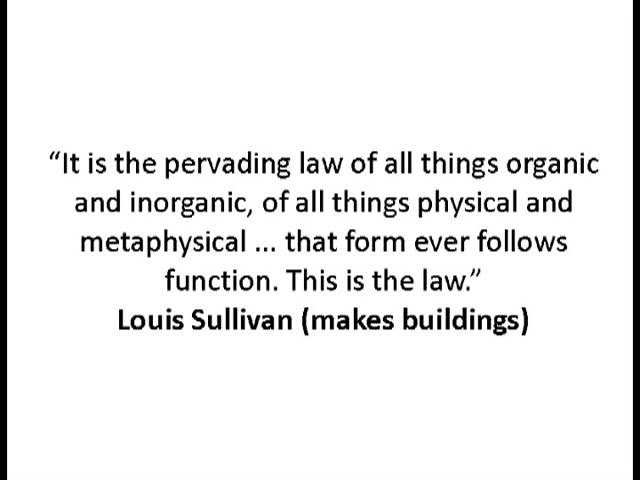 “It is the pervading law of all things organic
and inorganic, of all things physical and
metaphysical ... that form ever follows
function. This is the law.”
Louis Sullivan (makes buildings)